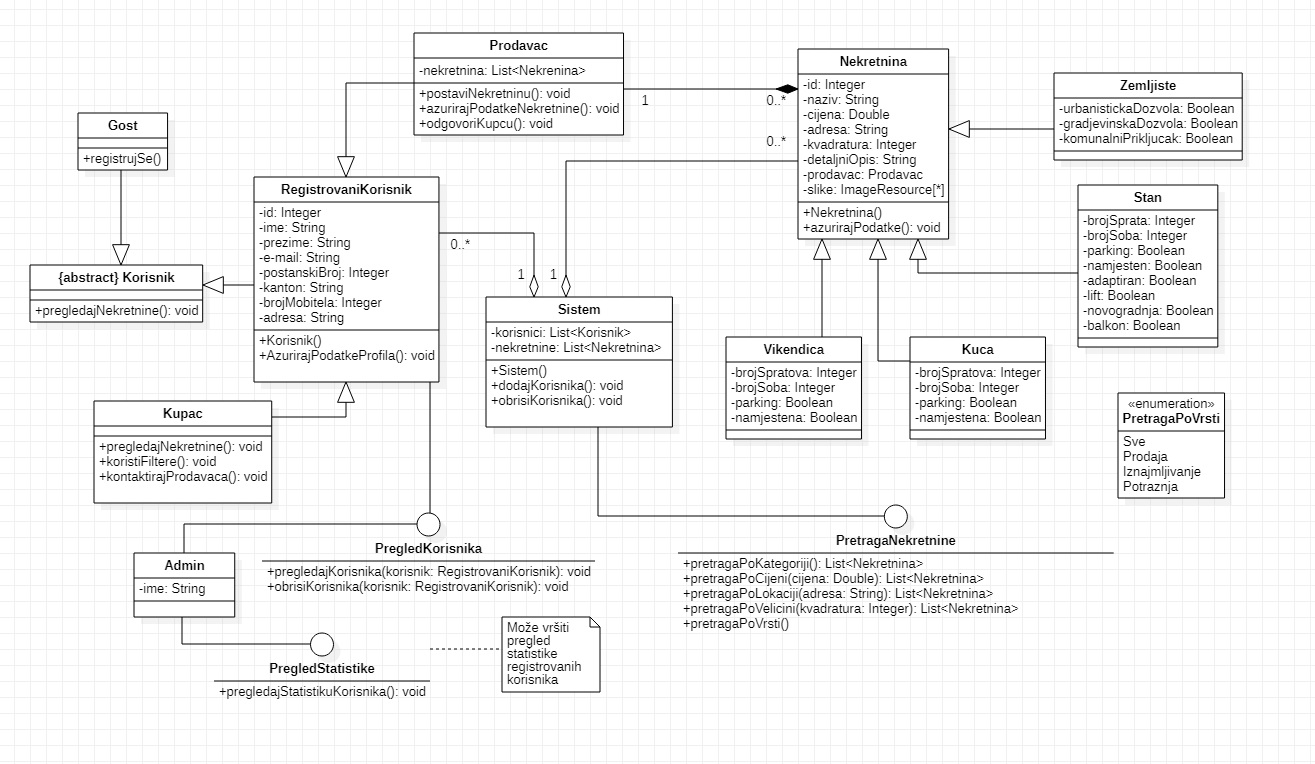 Prodavac
-nekretnina: List<Nekrenina>
+postaviNekretninu(): void
+azurirajPodatkeNekretnine(): void
+odgovoriKupcu(): void
1
0..*
0..*
Nekretnina
-id: Integer
-naziv: String
-cijena: Double
-adresa: String
-kvadratura: Integer
-detaljniOpis: String
-prodavac: Prodavac
-slike: ImageResource[*]
+Nekretnina()
+azurirajPodatke(): void
Zemljiste
-urbanistickaDozvola: Boolean
-gradjevinskaDozvola: Boolean
-komunalniPrikljucak: Boolean
Gost
+registrujSe()
RegistrovaniKorisnik
-id: Integer
-ime: String
-prezime: String
-e-mail: String
-postanskiBroj: Integer
-kanton: String
-brojMobitela: Integer
-adresa: String
+Korisnik()
+AzurirajPodatkeProfila(): void
0..*
1
1
Stan
-brojSprata: Integer
-brojSoba: Integer
-parking: Boolean
-namjesten: Boolean
-adaptiran: Boolean
-lift: Boolean
-novogradnja: Boolean
-balkon: Boolean
{abstract} Korisnik
+pregledajNekretnine(): void
Sistem
-korisnici: List<Korisnik>
-nekretnine: List<Nekretnina>
+Sistem()
+dodajKorisnika(): void
+obrisiKorisnika(): void
Vikendica
-brojSpratova: Integer
-brojSoba: Integer
-parking: Boolean
-namjestena: Boolean
Kuca
-brojSpratova: Integer
-brojSoba: Integer
-parking: Boolean
-namjestena: Boolean
«enumeration»
PretragaPoVrsti
Sve
Prodaja
Iznajmljivanje
Potraznja
Kupac
+pregledajNekretnine(): void
+koristiFiltere(): void
+kontaktirajProdavaca(): void
PregledKorisnika
+pregledajKorisnika(korisnik: RegistrovaniKorisnik): void
+obrisiKorisnika(korisnik: RegistrovaniKorisnik): void
PretragaNekretnine
+pretragaPoKategoriji(): List<Nekretnina>
+pretragaPoCijeni(cijena: Double): List<Nekretnina>
+pretragaPoLokaciji(adresa: String): List<Nekretnina>
+pretragaPoVelicini(kvadratura: Integer): List<Nekretnina>
+pretragaPoVrsti()
Admin
-ime: String
PregledStatistike
+pregledajStatistikuKorisnika(): void
Može vršiti
pregled
statistike
registrovanih
korisnika